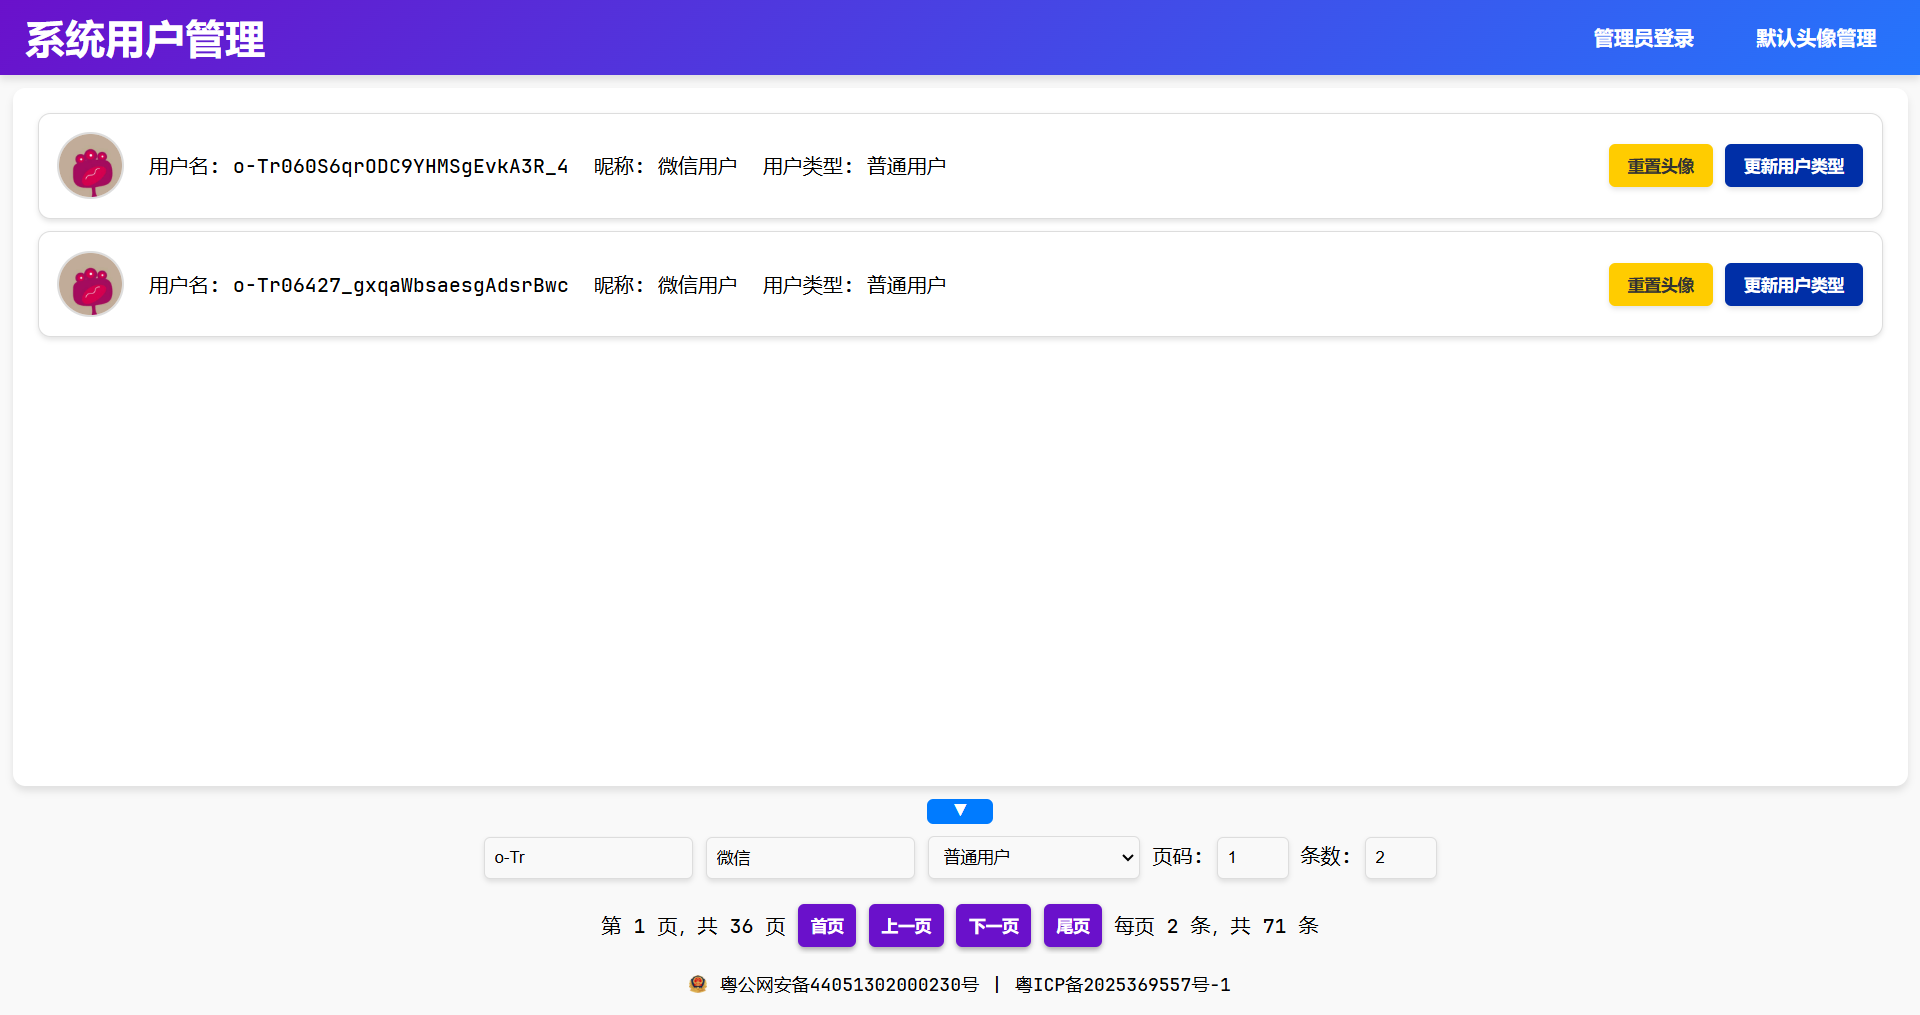 系统用户管理 管理员登录 默认头像管理
用户名: o-Tr060S6qrODC9YHMSgEvkA3R_4 昵称: 微信用户 用户类型: 普通用户 重置头像 更新用户类型
用户名: o-Tr06427_gxqaWbsaesgAdsrBwc 昵称: 微信用户 用户类型: 普通用户 重置头像 更新用户类型
▼
o-Tr 微信 普通用户 页码: 1 条数: 2
第 1 页, 共 36 页 首页 上一页 下一页 尾页 每页 2 条, 共 71 条
粤公网安备44051302000230号 | 粤ICP备2025369557号-1